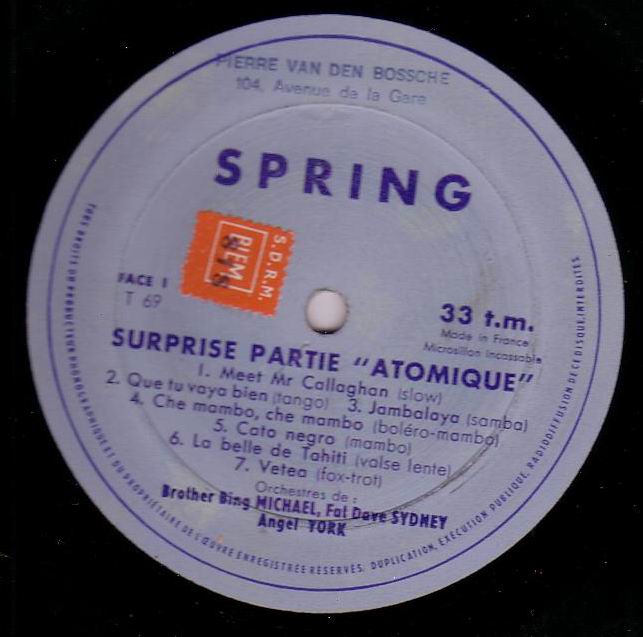 PIERRE VAN DEN BOSSCHE
104, Avenue de la Gare
SPRING
S.D.R.M.
BIEM
FACE I
T 69
33 t.m.
Made in France
Microsillon Incassable
SURPRISE PARTIE "ATOMIQUE"
1. Meet Mr Callaghan (slow)
2. Que tu vaya bien (tango) 3. Jambalaya (samba)
4. Che mambo, che mambo (boléro-mambo)
5. Cato negro (mambo)
6. La belle de Tahiti (valse lente)
7. Vetea (fox-trot)
Orchestres de :
Brother Bing MICHAEL, Fat Dave SYDNEY
Angel YORK
TOUS DROITS DU PRODUCTEUR PHONOGRAPHIQUE ET DU PROPRIÉTAIRE DE L'ŒUVRE ENREGISTRÉE RÉSERVÉS. DUPLICATION, EXÉCUTION PUBLIQUE, RADIODIFFUSION DE CE DISQUE INTERDITES